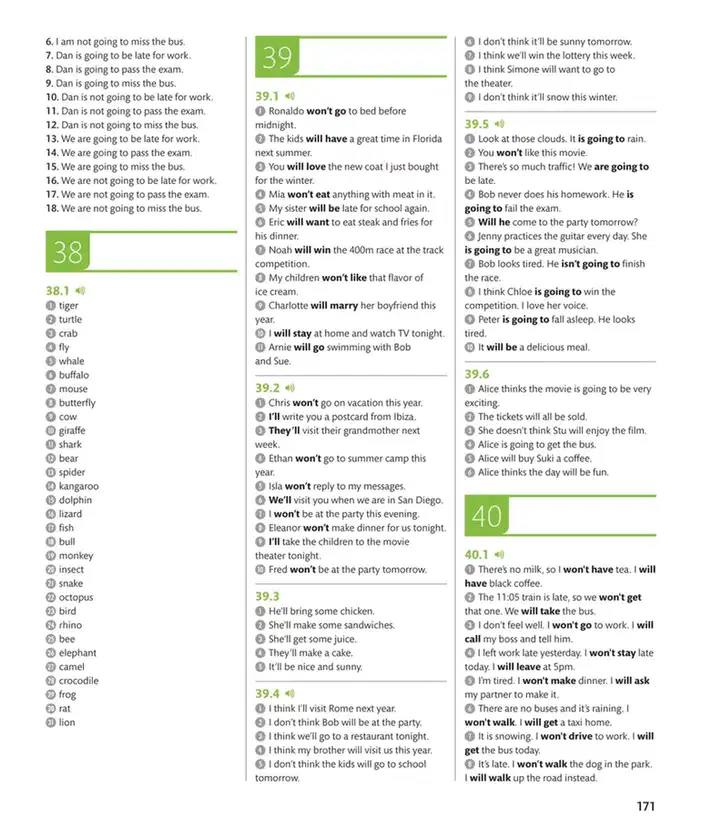 6. I am not going to miss the bus.
7. Dan is going to be late for work.
8. Dan is going to pass the exam.
9. Dan is going to miss the bus.
10. Dan is not going to be late for work.
11. Dan is not going to pass the exam.
12. Dan is not going to miss the bus.
13. We are going to be late for work.
14. We are going to pass the exam.
15. We are going to miss the bus.
16. We are not going to be late for work.
17. We are not going to pass the exam.
18. We are not going to miss the bus.
38
38.1
1 tiger
2 turtle
3 crab
4 fly
5 whale
6 buffalo
7 mouse
8 butterfly
9 cow
10 giraffe
11 shark
12 bear
13 spider
14 kangaroo
15 dolphin
16 lizard
17 fish
18 bull
19 monkey
20 insect
21 snake
22 octopus
23 bird
24 rhino
25 bee
26 elephant
27 camel
28 crocodile
29 frog
30 rat
31 lion
39
39.1
1 Ronaldo won't go to bed before
midnight.
2 The kids will have a great time in Florida
next summer.
3 You will love the new coat I just bought
for the winter.
4 Mia won't eat anything with meat in it.
5 My sister will be late for school again.
6 Eric will want to eat steak and fries for
his dinner.
7 Noah will win the 400m race at the track
competition.
8 My children won't like that flavor of
ice cream.
9 Charlotte will marry her boyfriend this
year.
10 I will stay at home and watch TV tonight.
11 Arnie will go swimming with Bob
and Sue.
39.2
1 Chris won't go on vacation this year.
2 I'll write you a postcard from Ibiza.
3 They'll visit their grandmother next
week.
4 Ethan won't go to summer camp this
year.
5 Isla won't reply to my messages.
6 We'll visit you when we are in San Diego.
7 I won't be at the party this evening.
8 Eleanor won't make dinner for us tonight.
9 I'll take the children to the movie
theater tonight.
10 Fred won't be at the party tomorrow.
39.3
1 He'll bring some chicken.
2 She'll make some sandwiches.
3 She'll get some juice.
4 They'll make a cake.
5 It'll be nice and sunny.
39.4
1 I think I'll visit Rome next year.
2 I don't think Bob will be at the party.
3 I think we'll go to a restaurant tonight.
4 I think my brother will visit us this year.
5 I don't think the kids will go to school
tomorrow.
6 I don't think it'll be sunny tomorrow.
7 I think we'll win the lottery this week.
8 I think Simone will want to go to
the theater.
9 I don't think it'll snow this winter.
39.5
1 Look at those clouds. It is going to rain.
2 You won't like this movie.
3 There's so much traffic! We are going to
be late.
4 Bob never does his homework. He is
going to fail the exam.
5 Will he come to the party tomorrow?
6 Jenny practices the guitar every day. She
is going to be a great musician.
7 Bob looks tired. He isn't going to finish
the race.
8 I think Chloe is going to win the
competition. I love her voice.
9 Peter is going to fall asleep. He looks
tired.
10 It will be a delicious meal.
39.6
1 Alice thinks the movie is going to be very
exciting.
2 The tickets will all be sold.
3 She doesn't think Stu will enjoy the film.
4 Alice is going to get the bus.
5 Alice will buy Suki a coffee.
6 Alice thinks the day will be fun.
40
40.1
1 There's no milk, so I won't have tea. I will
have black coffee.
2 The 11:05 train is late, so we won't get
that one. We will take the bus.
3 I don't feel well. I won't go to work. I will
call my boss and tell him.
4 I left work late yesterday. I won't stay late
today. I will leave at 5pm.
5 I'm tired. I won't make dinner. I will ask
my partner to make it.
6 There are no buses and it's raining. I
won't walk. I will get a taxi home.
7 It is snowing. I won't drive to work. I will
get the bus today.
8 It's late. I won't walk the dog in the park.
I will walk up the road instead.
171